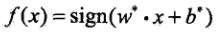 f(x) = sign(w* · x + b*)